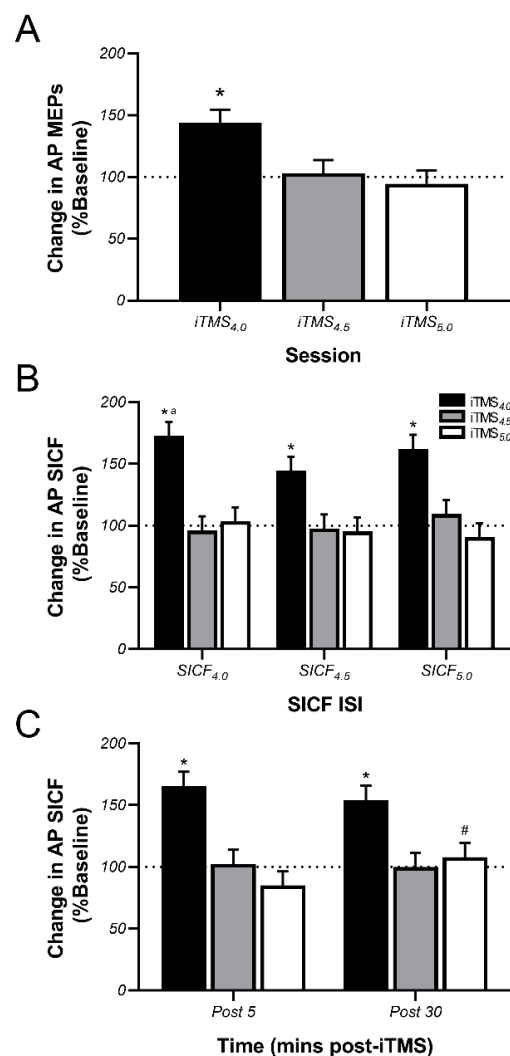 A
Change in AP MEPs
(%Baseline)
200
150
100
50
0
*
iTMS4.0 iTMS4.5 iTMS5.0
Session
B
Change in AP SICF
(%Baseline)
200
150
100
50
0
* a * *
iTMS4.0
iTMS4.5
iTMS5.0
SICF4.0 SICF4.5 SICF5.0
SICF ISI
C
Change in AP SICF
(%Baseline)
200
150
100
50
0
* * #
Post 5 Post 30
Time (mins post-iTMS)